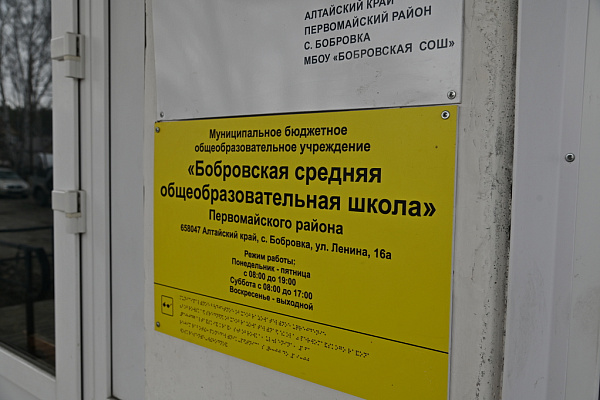 АЛТАЙСКИЙ КРАЙ
ПЕРВОМАЙСКИЙ РАЙОН
С. БОБРОВКА
МБОУ «БОБРОВСКАЯ СОШ»
Муниципальное бюджетное
общеобразовательное учреждение
«Бобровская средняя
общеобразовательная школа»
Первомайского района
658047 Алтайский край, с. Бобровка, ул. Ленина, 16а
Режим работы:
Понедельник - пятница
с 08:00 до 19:00
Суббота с 08:00 до 17:00
Воскресенье - выходной